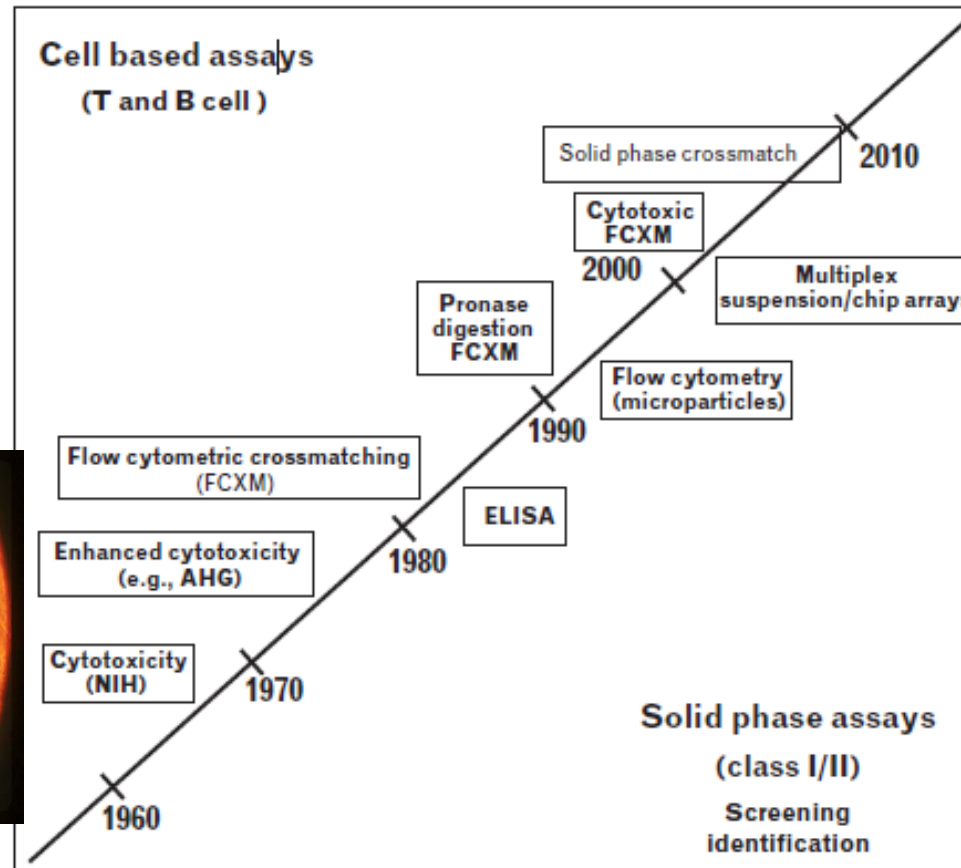 Cell based assays
(T and B cell )
Solid phase crossmatch
2010
Cytotoxic
FCXM
2000
Multiplex
suspension/chip arrays
Pronase
digestion
FCXM
Flow cytometry
(microparticles)
1990
Flow cytometric crossmatching
(FCXM)
ELISA
1980
Enhanced cytotoxicity
(e.g., AHG)
Cytotoxicity
(NIH)
1970
1960
Solid phase assays
(class I/II)
Screening
identification